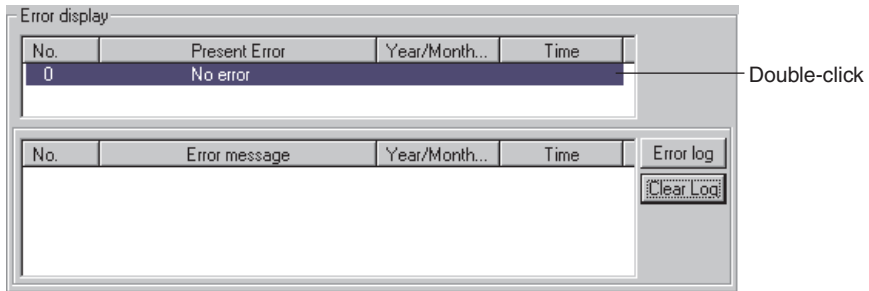 Error display
No. Present Error Year/Month... Time
0 No error
Double-click
No. Error message Year/Month... Time
Error log
Clear Log